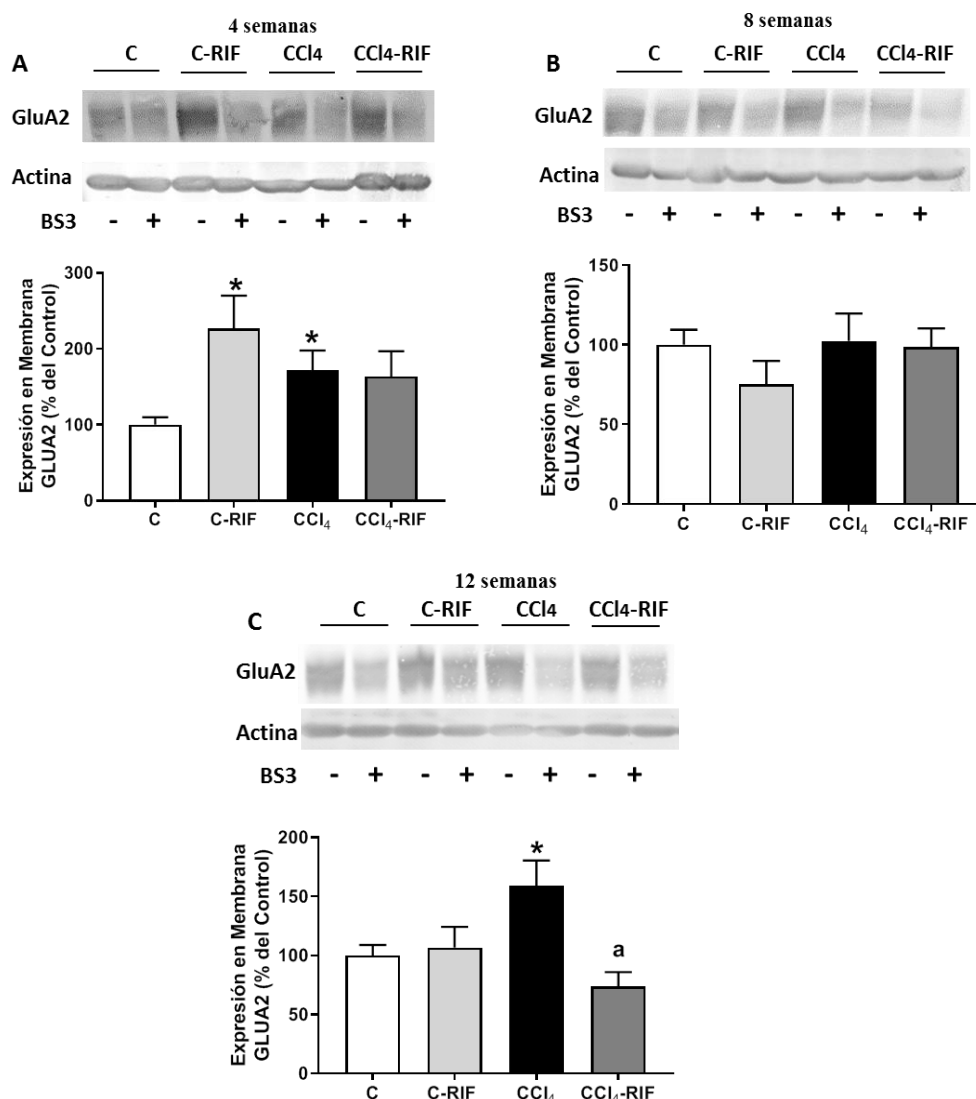 4 semanas
A
C C-RIF CCl4 CCl4-RIF
GluA2
Actina
BS3 - + - + - + - +
Expresión en Membrana
GLUA2 (% del Control)
300
200
100
0
*
*
C C-RIF CCl4 CCl4-RIF
8 semanas
B
C C-RIF CCl4 CCl4-RIF
GluA2
Actina
BS3 - + - + - + - +
Expresión en Membrana
GLUA2 (% del Control)
150
100
50
0
C C-RIF CCl4 CCl4-RIF
12 semanas
C
C C-RIF CCl4 CCl4-RIF
GluA2
Actina
BS3 - + - + - + - +
Expresión en Membrana
GLUA2 (% del Control)
200
150
100
50
0
*
a
C C-RIF CCl4 CCl4-RIF